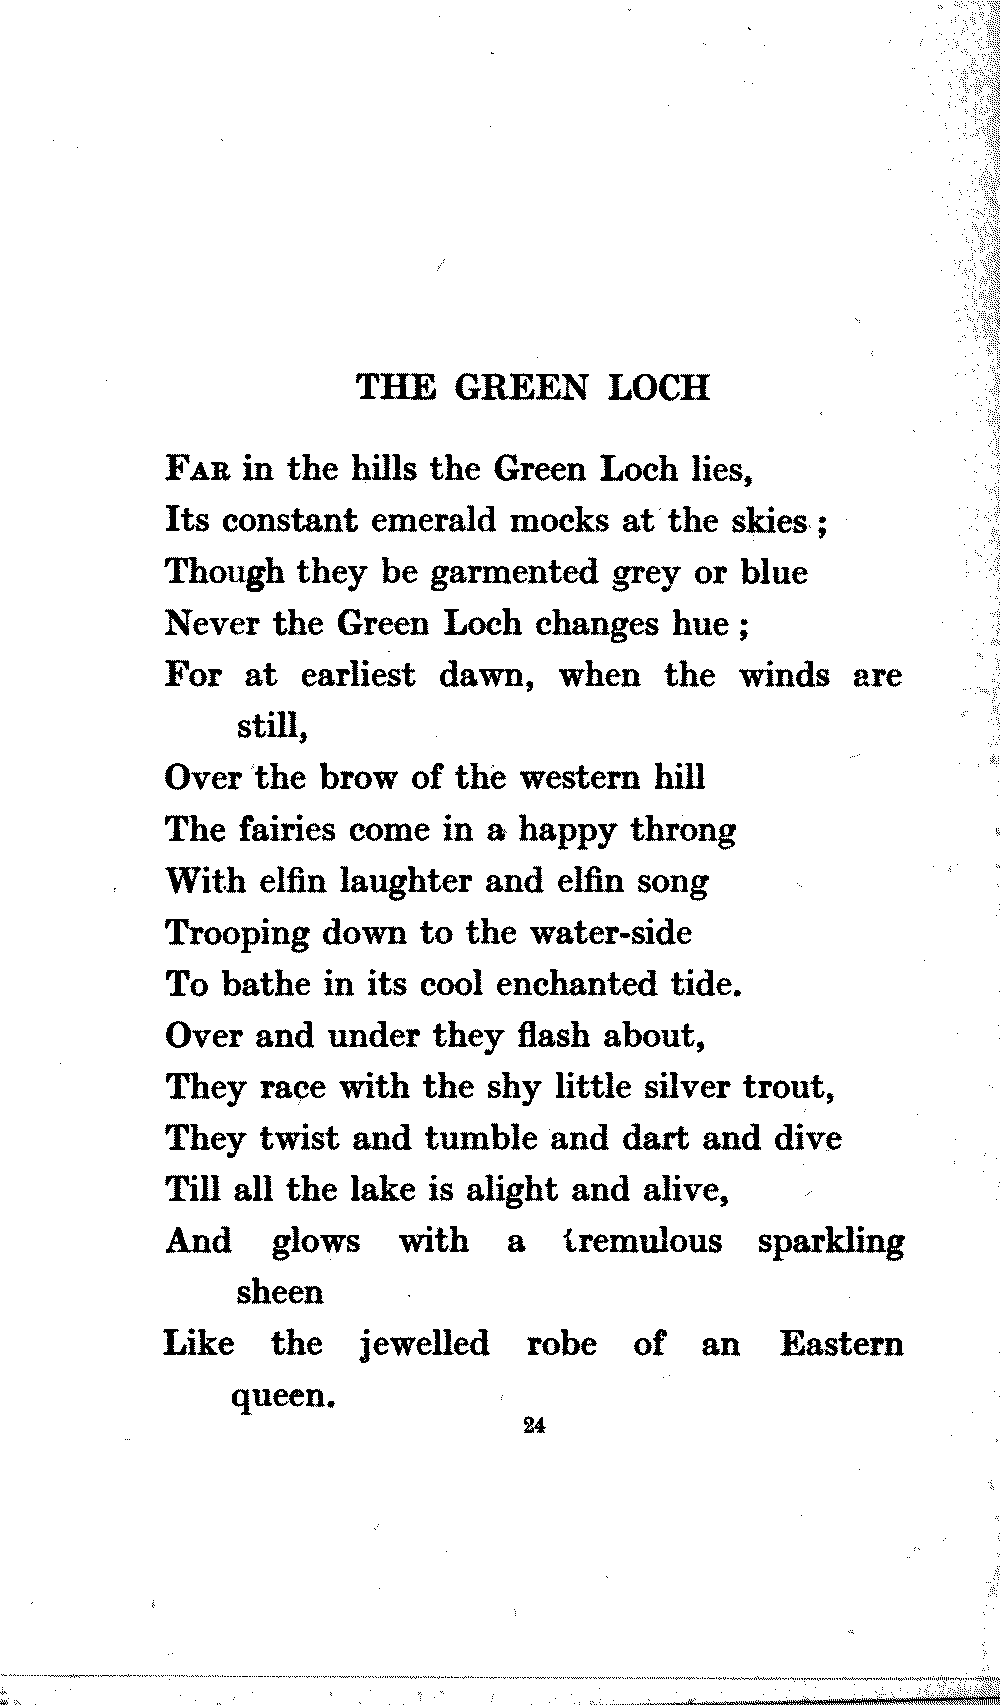 THE GREEN LOCH
FAR in the hills the Green Loch lies,
Its constant emerald mocks at the skies ;
Though they be garmented grey or blue
Never the Green Loch changes hue ;
For at earliest dawn, when the winds are
still,
Over the brow of the western hill
The fairies come in a happy throng
With elfin laughter and elfin song
Trooping down to the water-side
To bathe in its cool enchanted tide.
Over and under they flash about,
They race with the shy little silver trout,
They twist and tumble and dart and dive
Till all the lake is alight and alive,
And glows with a tremulous sparkling
sheen
Like the jewelled robe of an Eastern
queen.
24